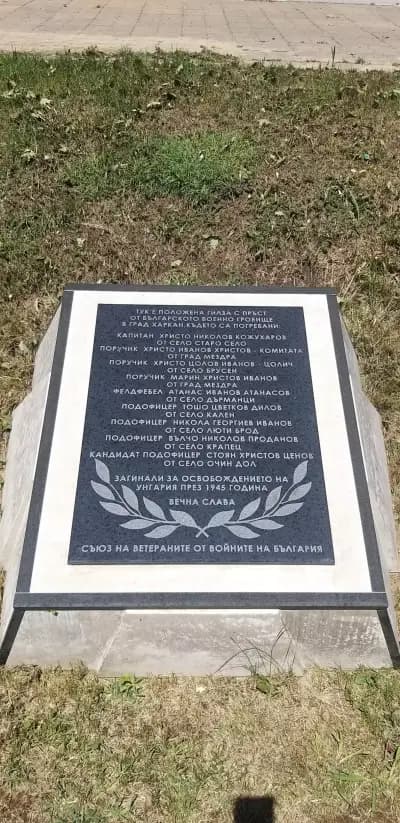 ТУК Е ПОЛОЖЕНА ГИЛЗА С ПРЪСТ
ОТ БЪЛГАРСКОТО ВОЕННО ГРОБИЩЕ
В ГРАД ХАРКАН, КЪДЕТО СА ПОГРЕБАНИ:
КАПИТАН ХРИСТО НИКОЛОВ КОЖУХАРОВ
ОТ СЕЛО СТАРО СЕЛО
ПОРУЧИК ХРИСТО ИВАНОВ ХРИСТОВ - КОМИТАТА
ОТ ГРАД МЕЗДРА
ПОРУЧИК ХРИСТО ЦОЛОВ ИВАНОВ - ЦОЛИЧ
ОТ СЕЛО БРУСЕН
ПОРУЧИК МАРИН ХРИСТОВ ИВАНОВ
ОТ ГРАД МЕЗДРА
ФЕЛДФЕБЕЛ АТАНАС ИВАНОВ АТАНАСОВ
ОТ СЕЛО ДЪРМАНЦИ
ПОДОФИЦЕР ТОШО ЦВЕТКОВ ДИЛОВ
ОТ СЕЛО КАЛЕН
ПОДОФИЦЕР НИКОЛА ГЕОРГИЕВ ИВАНОВ
ОТ СЕЛО ЛЮТИ БРОД
ПОДОФИЦЕР ВЪЛЧО НИКОЛОВ ПРОДАНОВ
ОТ СЕЛО КРАПЕЦ
КАНДИДАТ ПОДОФИЦЕР СТОЯН ХРИСТОВ ЦЕНОВ
ОТ СЕЛО ОЧИН ДОЛ
ЗАГИНАЛИ ЗА ОСВОБОЖДЕНИЕТО НА
УНГАРИЯ ПРЕЗ 1945 ГОДИНА
ВЕЧНА СЛАВА
СЪЮЗ НА ВЕТЕРАНИТЕ ОТ ВОЙНИТЕ НА БЪЛГАРИЯ